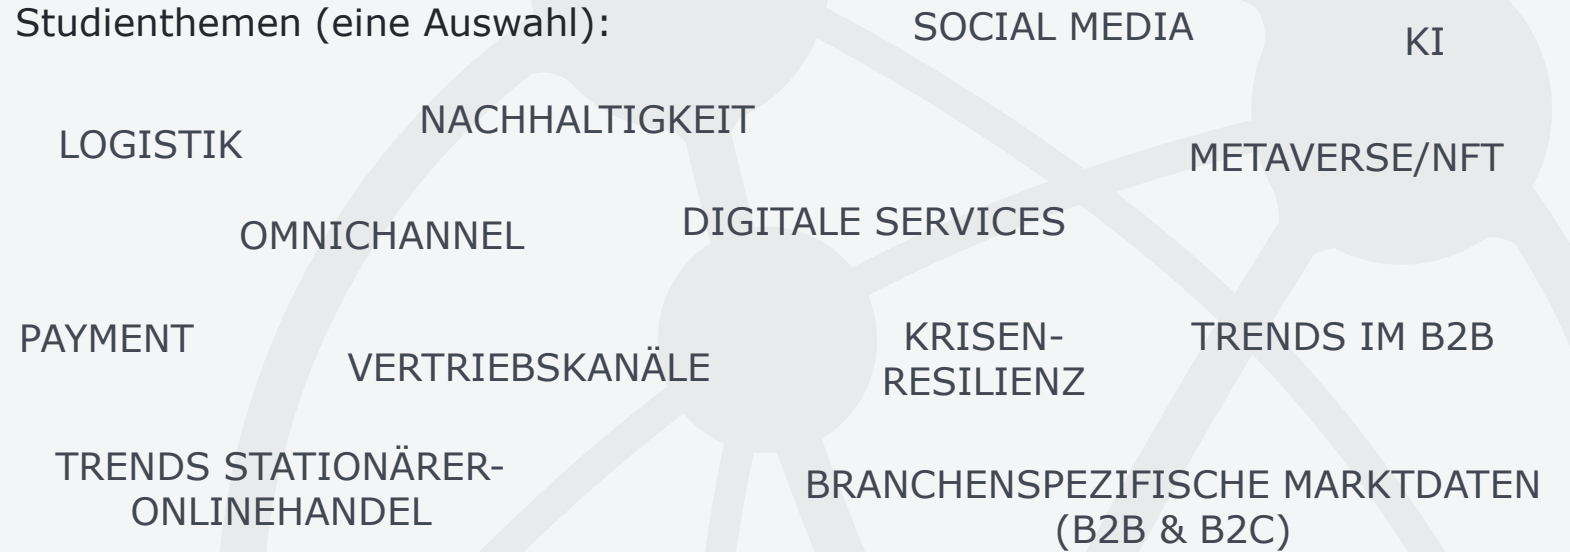 Studienthemen (eine Auswahl):
SOCIAL MEDIA
KI
NACHHALTIGKEIT
LOGISTIK
METAVERSE/NFT
DIGITALE SERVICES
OMNICHANNEL
PAYMENT
VERTRIEBSKANÄLE
KRISEN-
RESILIENZ
TRENDS IM B2B
TRENDS STATIONÄRER-
ONLINEHANDEL
BRANCHENSPEZIFISCHE MARKTDATEN
(B2B & B2C)